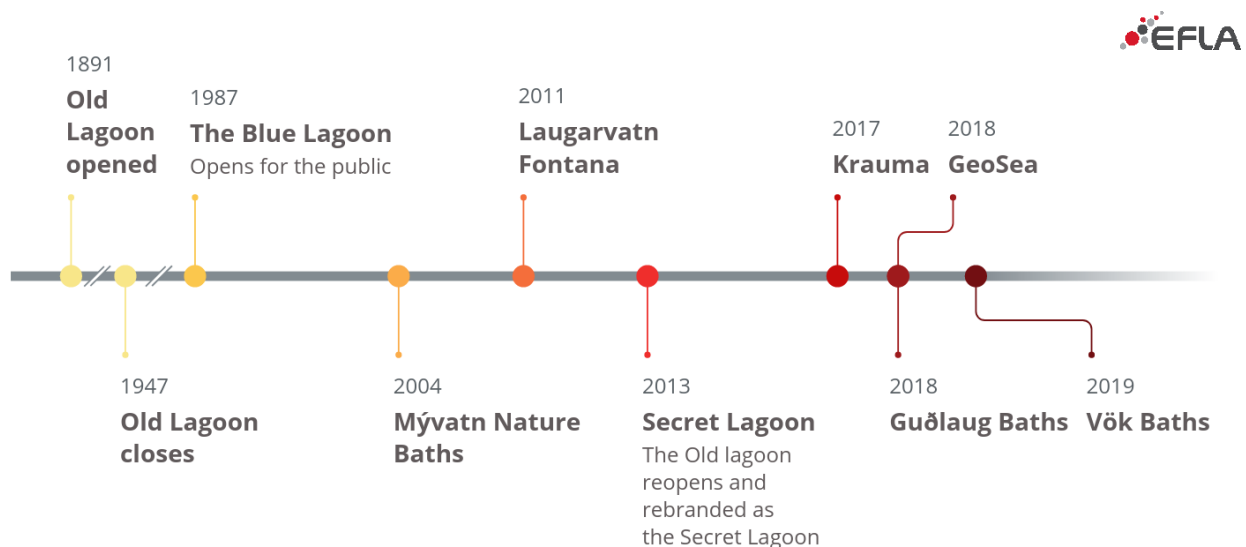 EFLA
1891
Old
Lagoon
opened
1987
The Blue Lagoon
Opens for the public
2011
Laugarvatn
Fontana
2017
Krauma
2018
GeoSea
1947
Old Lagoon
closes
2004
Mývatn Nature
Baths
2013
Secret Lagoon
The Old lagoon
reopens and
rebranded as
the Secret Lagoon
2018
Guðlaug Baths
2019
Vök Baths